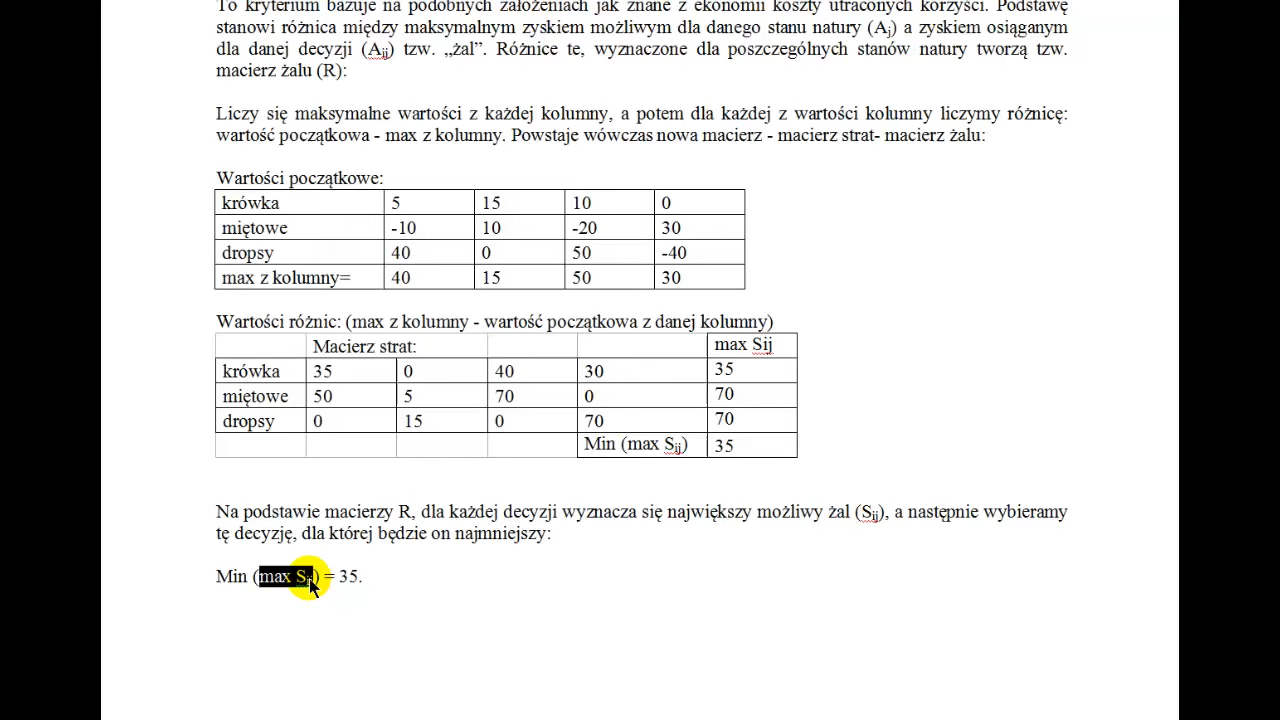 To kryterium bazuje na podobnych założeniach jak znane z ekonomii koszty utraconych korzyści. Podstawę
stanowi różnica między maksymalnym zyskiem możliwym dla danego stanu natury (Aj) a zyskiem osiąganym
dla danej decyzji (Aij) tzw. „żal”. Różnice te, wyznaczone dla poszczególnych stanów natury tworzą tzw.
macierz żalu (R):
Liczy się maksymalne wartości z każdej kolumny, a potem dla każdej z wartości kolumny liczymy różnicę:
wartość początkowa - max z kolumny. Powstaje wówczas nowa macierz - macierz strat- macierz żalu:
Wartości początkowe:
krówka 5 15 10 0
miętowe -10 10 -20 30
dropsy 40 0 50 -40
max z kolumny= 40 15 50 30
Wartości różnic: (max z kolumny - wartość początkowa z danej kolumny)
Macierz strat: max Sij
krówka 35 0 40 30 35
miętowe 50 5 70 0 70
dropsy 0 15 0 70 70
Min (max Sij) 35
Na podstawie macierzy R, dla każdej decyzji wyznacza się największy możliwy żal (Sij), a następnie wybieramy
tę decyzję, dla której będzie on najmniejszy:
Min (max Sij) = 35.